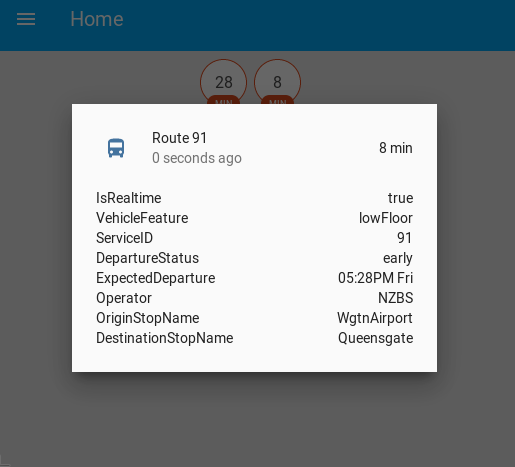 Home
28 8
MIN MIN
Route 91 8 min
0 seconds ago
IsRealtime true
VehicleFeature lowFloor
ServiceID 91
DepartureStatus early
ExpectedDeparture 05:28PM Fri
Operator NZBS
OriginStopName WgtnAirport
DestinationStopName Queensgate